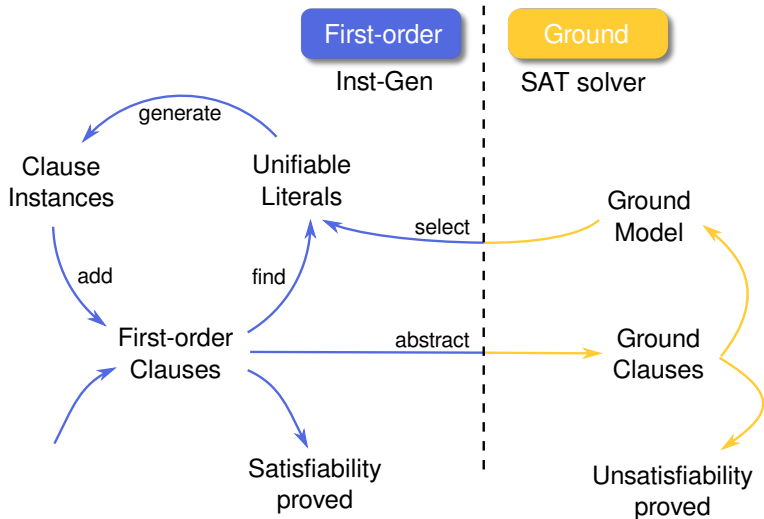 First-order
Ground
Inst-Gen
SAT solver
generate
Clause
Instances
Unifiable
Literals
select
Ground
Model
add
find
First-order
Clauses
abstract
Ground
Clauses
Satisfiability
proved
Unsatisfiability
proved